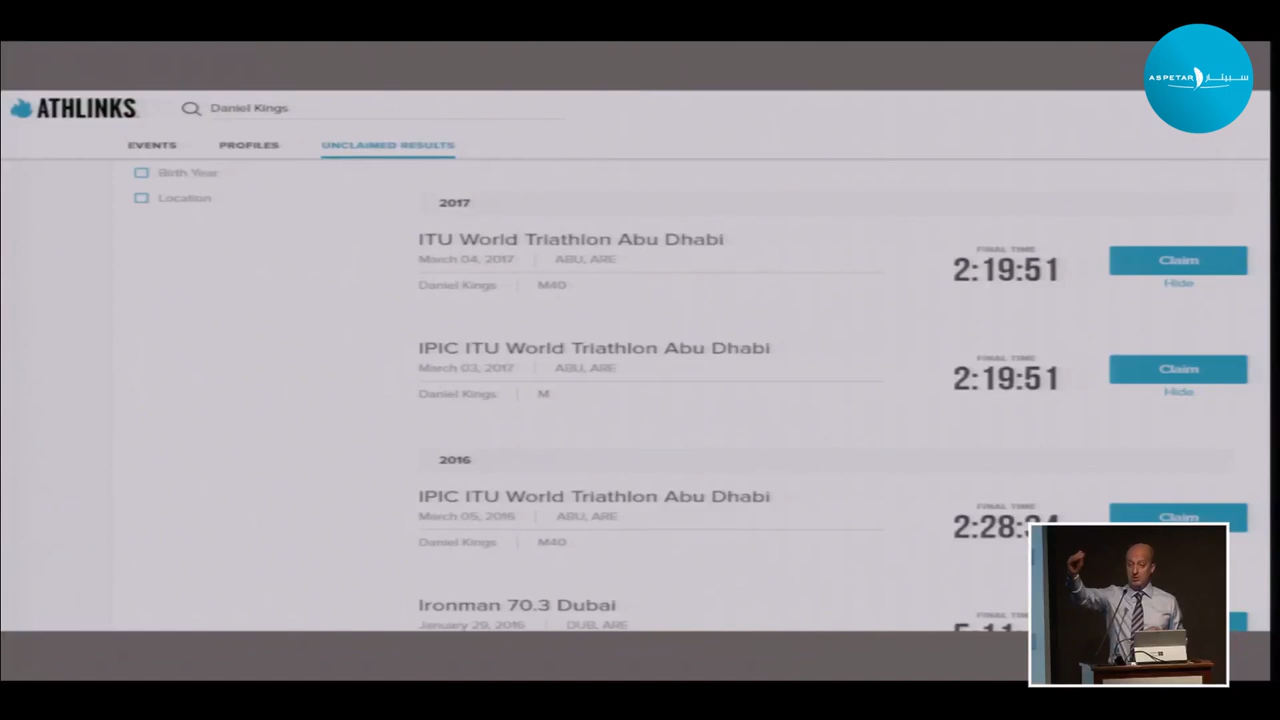 ASPETAR سبيتار
ATHLINKS
Daniel Kings
EVENTS PROFILES UNCLAIMED RESULTS
Birth Year
Location
2017
ITU World Triathlon Abu Dhabi
March 04, 2017 ABU, ARE
Daniel Kings M40
FINAL TIME
2:19:51
Claim
Hide
IPIC ITU World Triathlon Abu Dhabi
March 03, 2017 ABU, ARE
Daniel Kings M
FINAL TIME
2:19:51
Claim
Hide
2016
IPIC ITU World Triathlon Abu Dhabi
March 05, 2016 ABU, ARE
Daniel Kings M40
FINAL TIME
2:28:
Claim
Ironman 70.3 Dubai
January 29, 2016 DUB, ARE
FINAL TIME